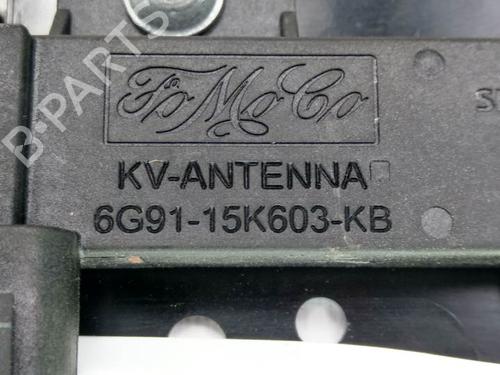 FoMoCo
KV-ANTENNA
6G91-15K603-KB
B-PARTS